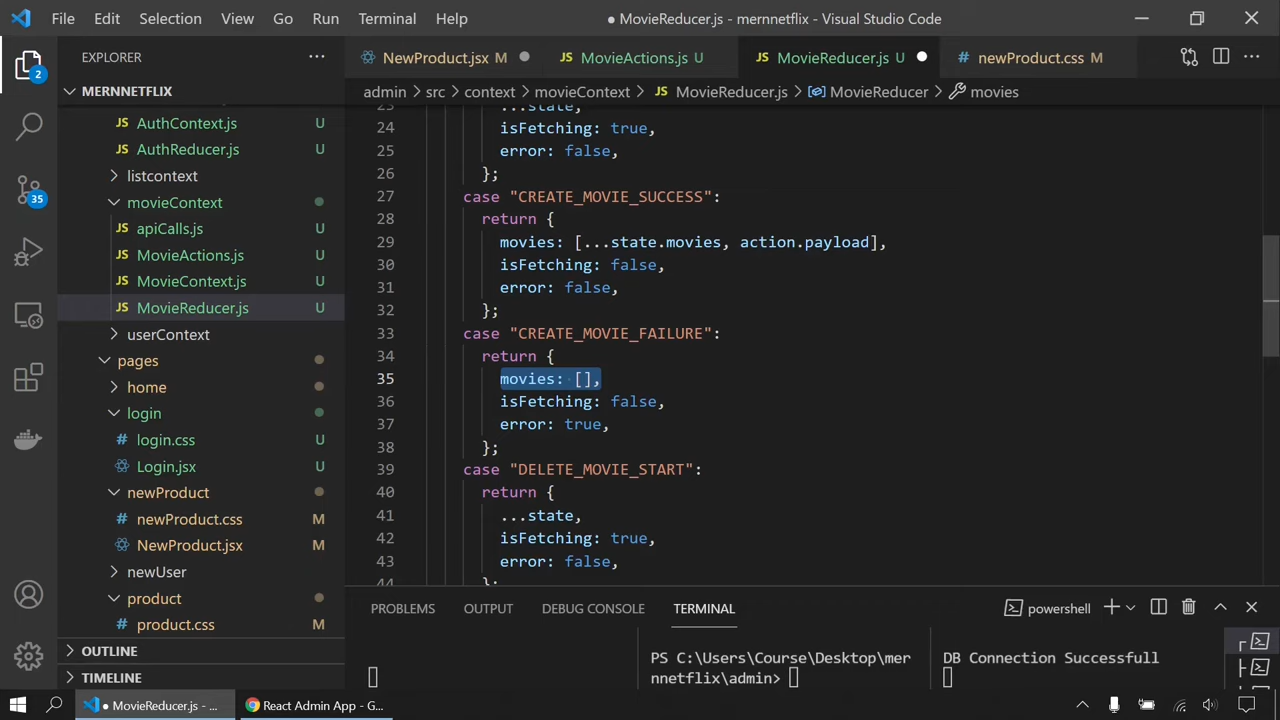 File Edit Selection View Go Run Terminal Help
● MovieReducer.js - mernnetflix - Visual Studio Code
EXPLORER
MERNNETFLIX
2
35
AuthContext.js U
AuthReducer.js U
listcontext
movieContext
apiCalls.js U
MovieActions.js U
MovieContext.js U
MovieReducer.js U
userContext
pages
home
login
login.css U
Login.jsx U
newProduct
newProduct.css M
NewProduct.jsx M
newUser
product
product.css M
OUTLINE
TIMELINE
NewProduct.jsx M
MovieActions.js U
MovieReducer.js U
newProduct.css M
admin > src > context > movieContext > JS MovieReducer.js > MovieReducer > movies
23 ...state,
24 isFetching: true,
25 error: false,
26 };
27 case "CREATE_MOVIE_SUCCESS":
28 return {
29 movies: [...state.movies, action.payload],
30 isFetching: false,
31 error: false,
32 };
33 case "CREATE_MOVIE_FAILURE":
34 return {
35 movies: [],
36 isFetching: false,
37 error: true,
38 };
39 case "DELETE_MOVIE_START":
40 return {
41 ...state,
42 isFetching: true,
43 error: false,
44 };
PROBLEMS OUTPUT DEBUG CONSOLE TERMINAL
powershell
PS C:\Users\Course\Desktop\mer
nnetflix\admin>
DB Connection Successfull
● MovieReducer.js - ...
React Admin App - G...